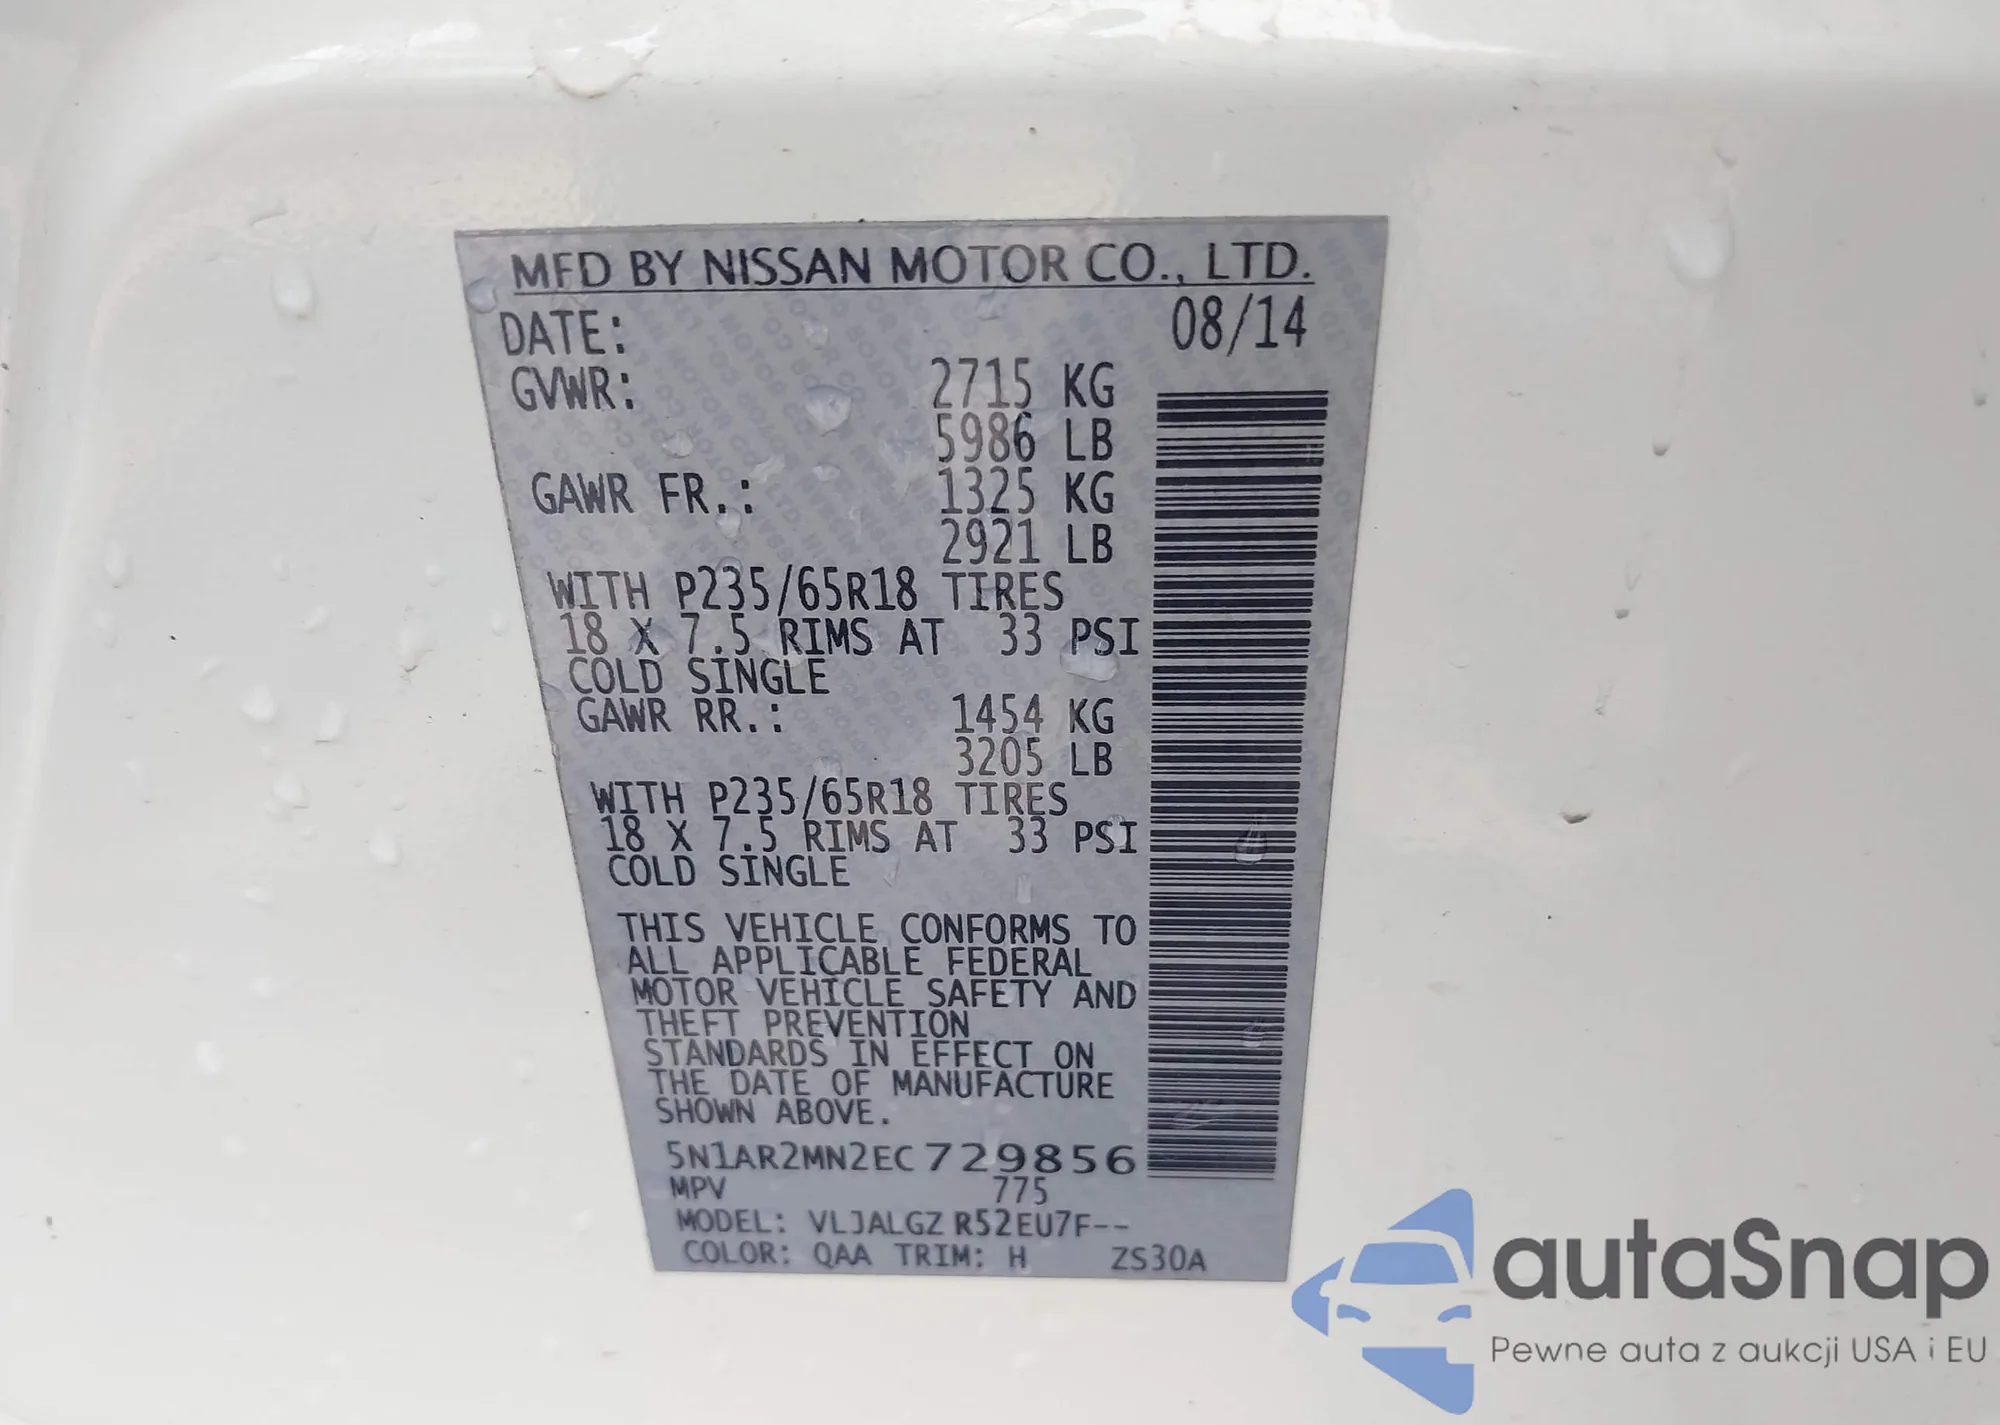 MFD BY NISSAN MOTOR CO., LTD.
DATE: 08/14
GVWR: 2715 KG
5986 LB
GAWR FR.: 1325 KG
2921 LB
WITH P235/65R18 TIRES
18 X 7.5 RIMS AT 33 PSI
COLD SINGLE
GAWR RR.: 1454 KG
3205 LB
WITH P235/65R18 TIRES
18 X 7.5 RIMS AT 33 PSI
COLD SINGLE
THIS VEHICLE CONFORMS TO
ALL APPLICABLE FEDERAL
MOTOR VEHICLE SAFETY AND
THEFT PREVENTION
STANDARDS IN EFFECT ON
THE DATE OF MANUFACTURE
SHOWN ABOVE.
5N1AR2MN2EC729856
MPV 775
MODEL: VLJALGZ R52EU7F--
COLOR: QAA TRIM: H ZS30A
autaSnap
Pewne auta z aukcji USA i EU